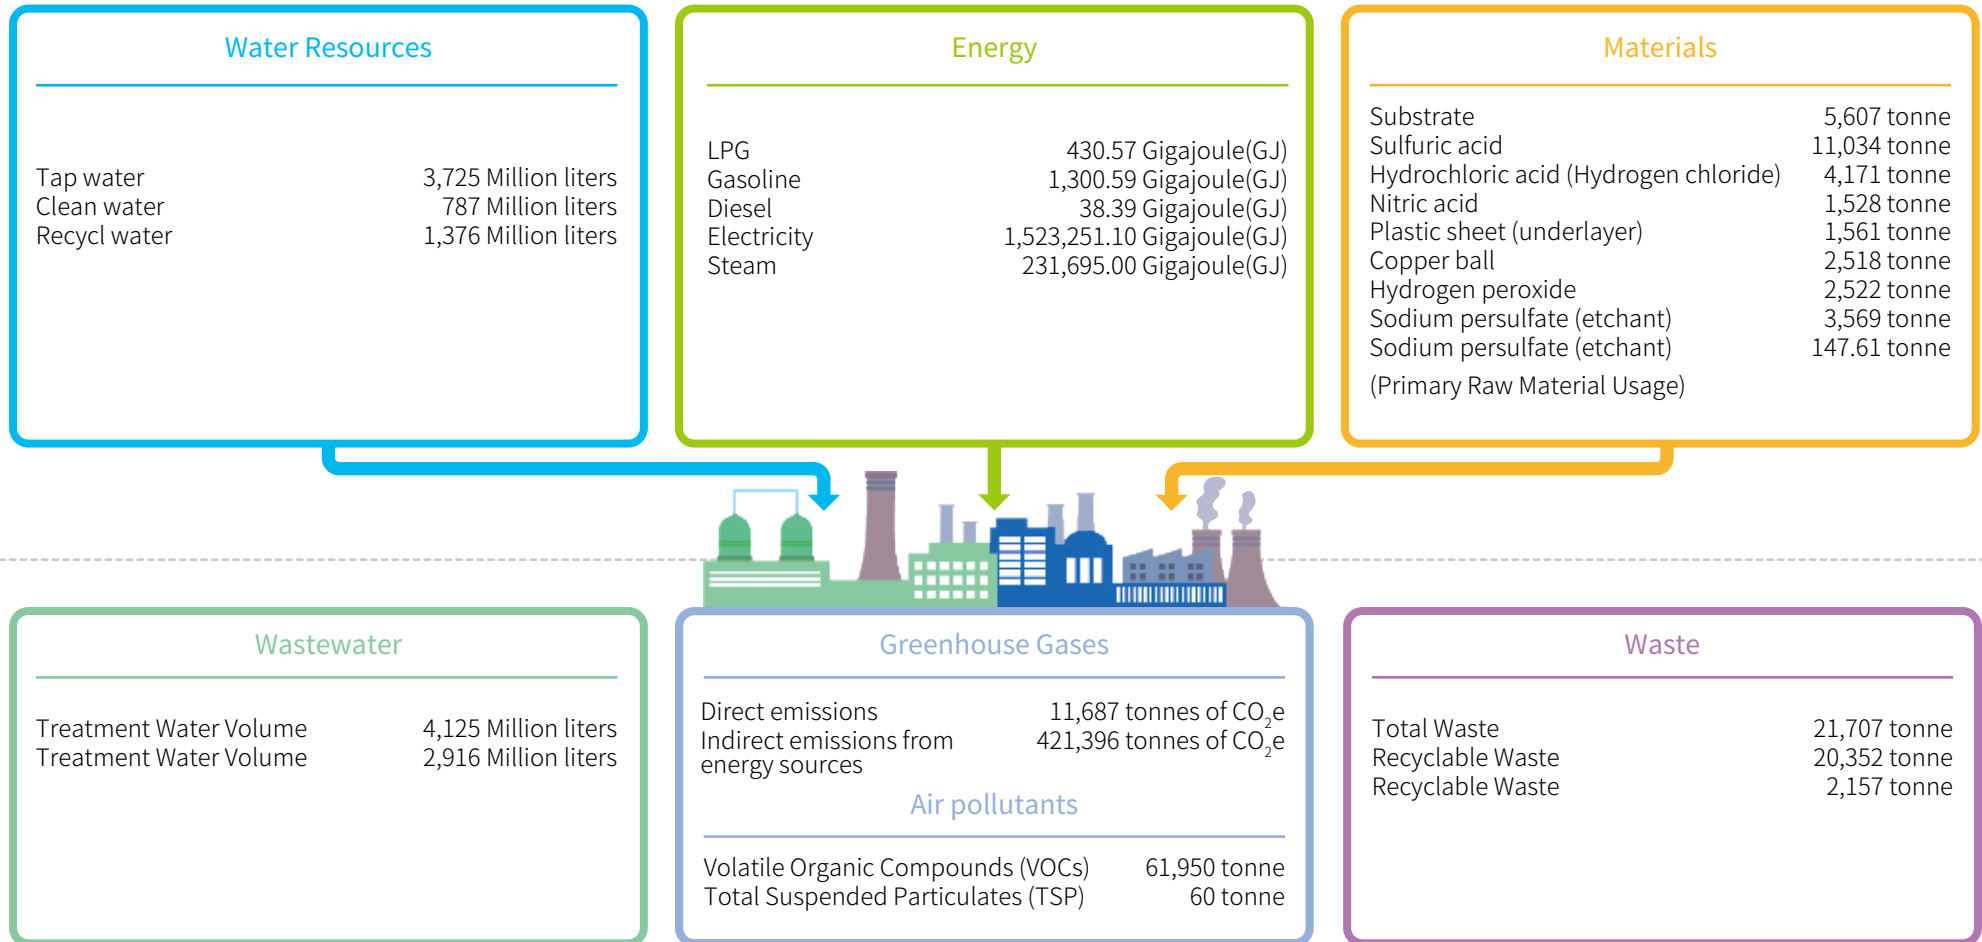 Water Resources
Tap water 3,725 Million liters
Clean water 787 Million liters
Recycl water 1,376 Million liters
Energy
LPG 430.57 Gigajoule(GJ)
Gasoline 1,300.59 Gigajoule(GJ)
Diesel 38.39 Gigajoule(GJ)
Electricity 1,523,251.10 Gigajoule(GJ)
Steam 231,695.00 Gigajoule(GJ)
Materials
Substrate 5,607 tonne
Sulfuric acid 11,034 tonne
Hydrochloric acid (Hydrogen chloride) 4,171 tonne
Nitric acid 1,528 tonne
Plastic sheet (underlayer) 1,561 tonne
Copper ball 2,518 tonne
Hydrogen peroxide 2,522 tonne
Sodium persulfate (etchant) 3,569 tonne
Sodium persulfate (etchant) 147.61 tonne
(Primary Raw Material Usage)
Wastewater
Treatment Water Volume 4,125 Million liters
Treatment Water Volume 2,916 Million liters
Greenhouse Gases
Direct emissions 11,687 tonnes of CO₂e
Indirect emissions from 421,396 tonnes of CO₂e
energy sources
Air pollutants
Volatile Organic Compounds (VOCs) 61,950 tonne
Total Suspended Particulates (TSP) 60 tonne
Waste
Total Waste 21,707 tonne
Recyclable Waste 20,352 tonne
Recyclable Waste 2,157 tonne